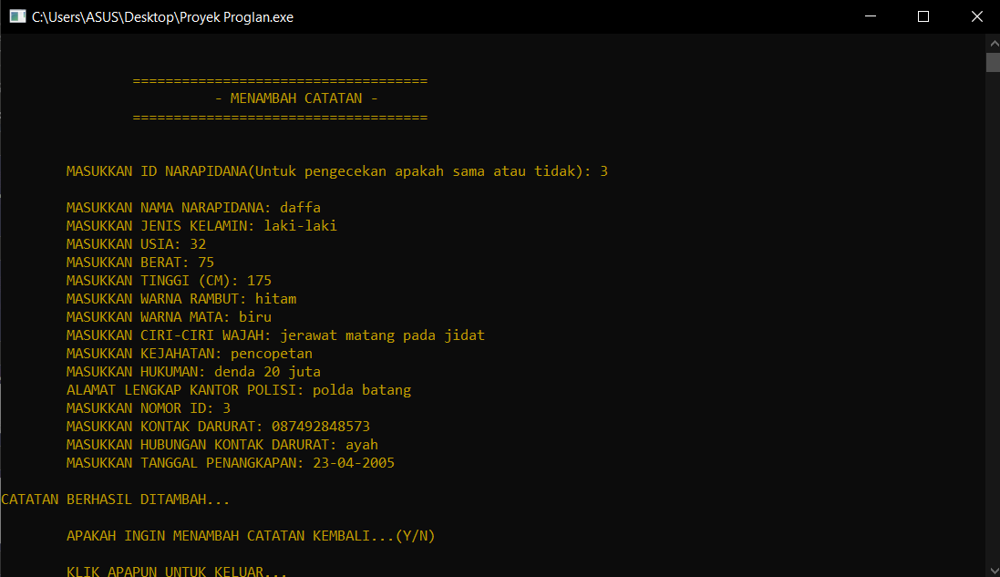 C:\Users\ASUS\Desktop\Proyek Proglan.exe
====================================
- MENAMBAH CATATAN -
====================================
MASUKKAN ID NARAPIDANA(Untuk pengecekan apakah sama atau tidak): 3
MASUKKAN NAMA NARAPIDANA: daffa
MASUKKAN JENIS KELAMIN: laki-laki
MASUKKAN USIA: 32
MASUKKAN BERAT: 75
MASUKKAN TINGGI (CM): 175
MASUKKAN WARNA RAMBUT: hitam
MASUKKAN WARNA MATA: biru
MASUKKAN CIRI-CIRI WAJAH: jerawat matang pada jidat
MASUKKAN KEJAHATAN: pencopetan
MASUKKAN HUKUMAN: denda 20 juta
ALAMAT LENGKAP KANTOR POLISI: polda batang
MASUKKAN NOMOR ID: 3
MASUKKAN KONTAK DARURAT: 087492848573
MASUKKAN HUBUNGAN KONTAK DARURAT: ayah
MASUKKAN TANGGAL PENANGKAPAN: 23-04-2005
CATATAN BERHASIL DITAMBAH...
APAKAH INGIN MENAMBAH CATATAN KEMBALI...(Y/N)
KLIK APAPUN UNTUK KELUAR...